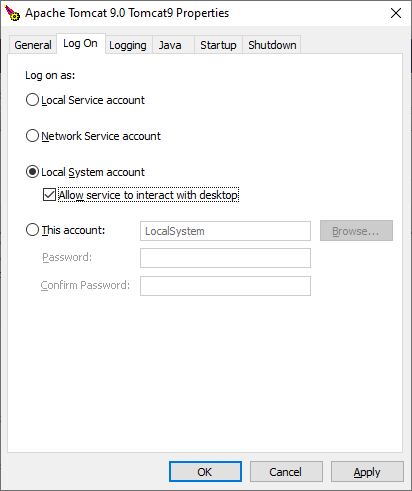 Apache Tomcat 9.0 Tomcat9 Properties
General Log On Logging Java Startup Shutdown
Log on as:
Local Service account
Network Service account
Local System account
Allow service to interact with desktop
This account: LocalSystem Browse...
Password:
Confirm Password:
OK Cancel Apply